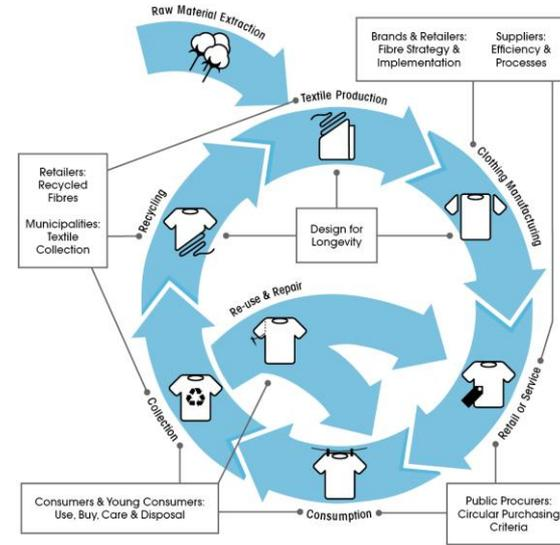 Raw Material Extraction
Brands & Retailers:
Fibre Strategy &
Implementation
Suppliers:
Efficiency &
Processes
Textile Production
Clothing Manufacturing
Retailers:
Recycled
Fibres
Municipalities:
Textile
Collection
Recycling
Design for
Longevity
Re-use & Repair
Retail or Service
Collection
Consumers & Young Consumers:
Use, Buy, Care & Disposal
Consumption
Public Procurers:
Circular Purchasing
Criteria